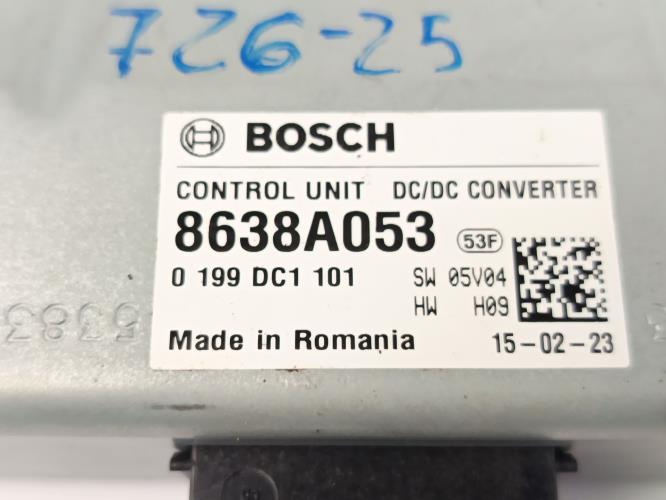 7Z6-25
BOSCH
CONTROL UNIT DC/DC CONVERTER
8638A053 53F
0 199 DC1 101 SW 05V04
HW H09
Made in Romania 15-02-23